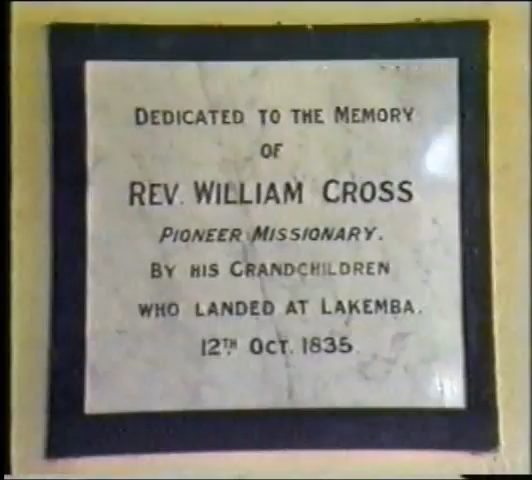 DEDICATED TO THE MEMORY
OF
REV. WILLIAM CROSS
PIONEER MISSIONARY.
BY HIS GRANDCHILDREN
WHO LANDED AT LAKEMBA.
12TH OCT. 1835